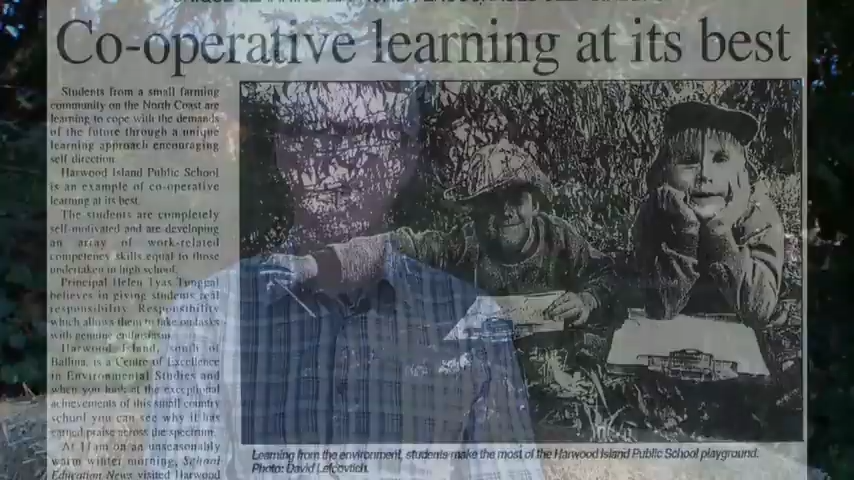 Co-operative learning at its best
Students from a small farming
community on the North Coast are
learning to cope with the demands
of the future through a unique
learning approach encouraging
self direction.
Harwood Island Public School
is an example of co-operative
learning at its best.
The students are completely
self-motivated and are developing
an array of work-related
competency skills equal to those
undertaken in high school.
Principal Helen Tyas Tunggal
believes in giving students real
responsibility. Responsibility
which allows them to take on tasks
with genuine enthusiasm.
Harwood Island, south of
Ballina, is a Centre of Excellence
in Environmental Studies and
when you look at the exceptional
achievements of this small country
school you can see why it has
earned praise across the spectrum.
At 11am on an unseasonably
warm winter morning, School
Education News visited Harwood
Learning from the environment, students make the most of the Harwood Island Public School playground.
Photo: David Lefcovitch.